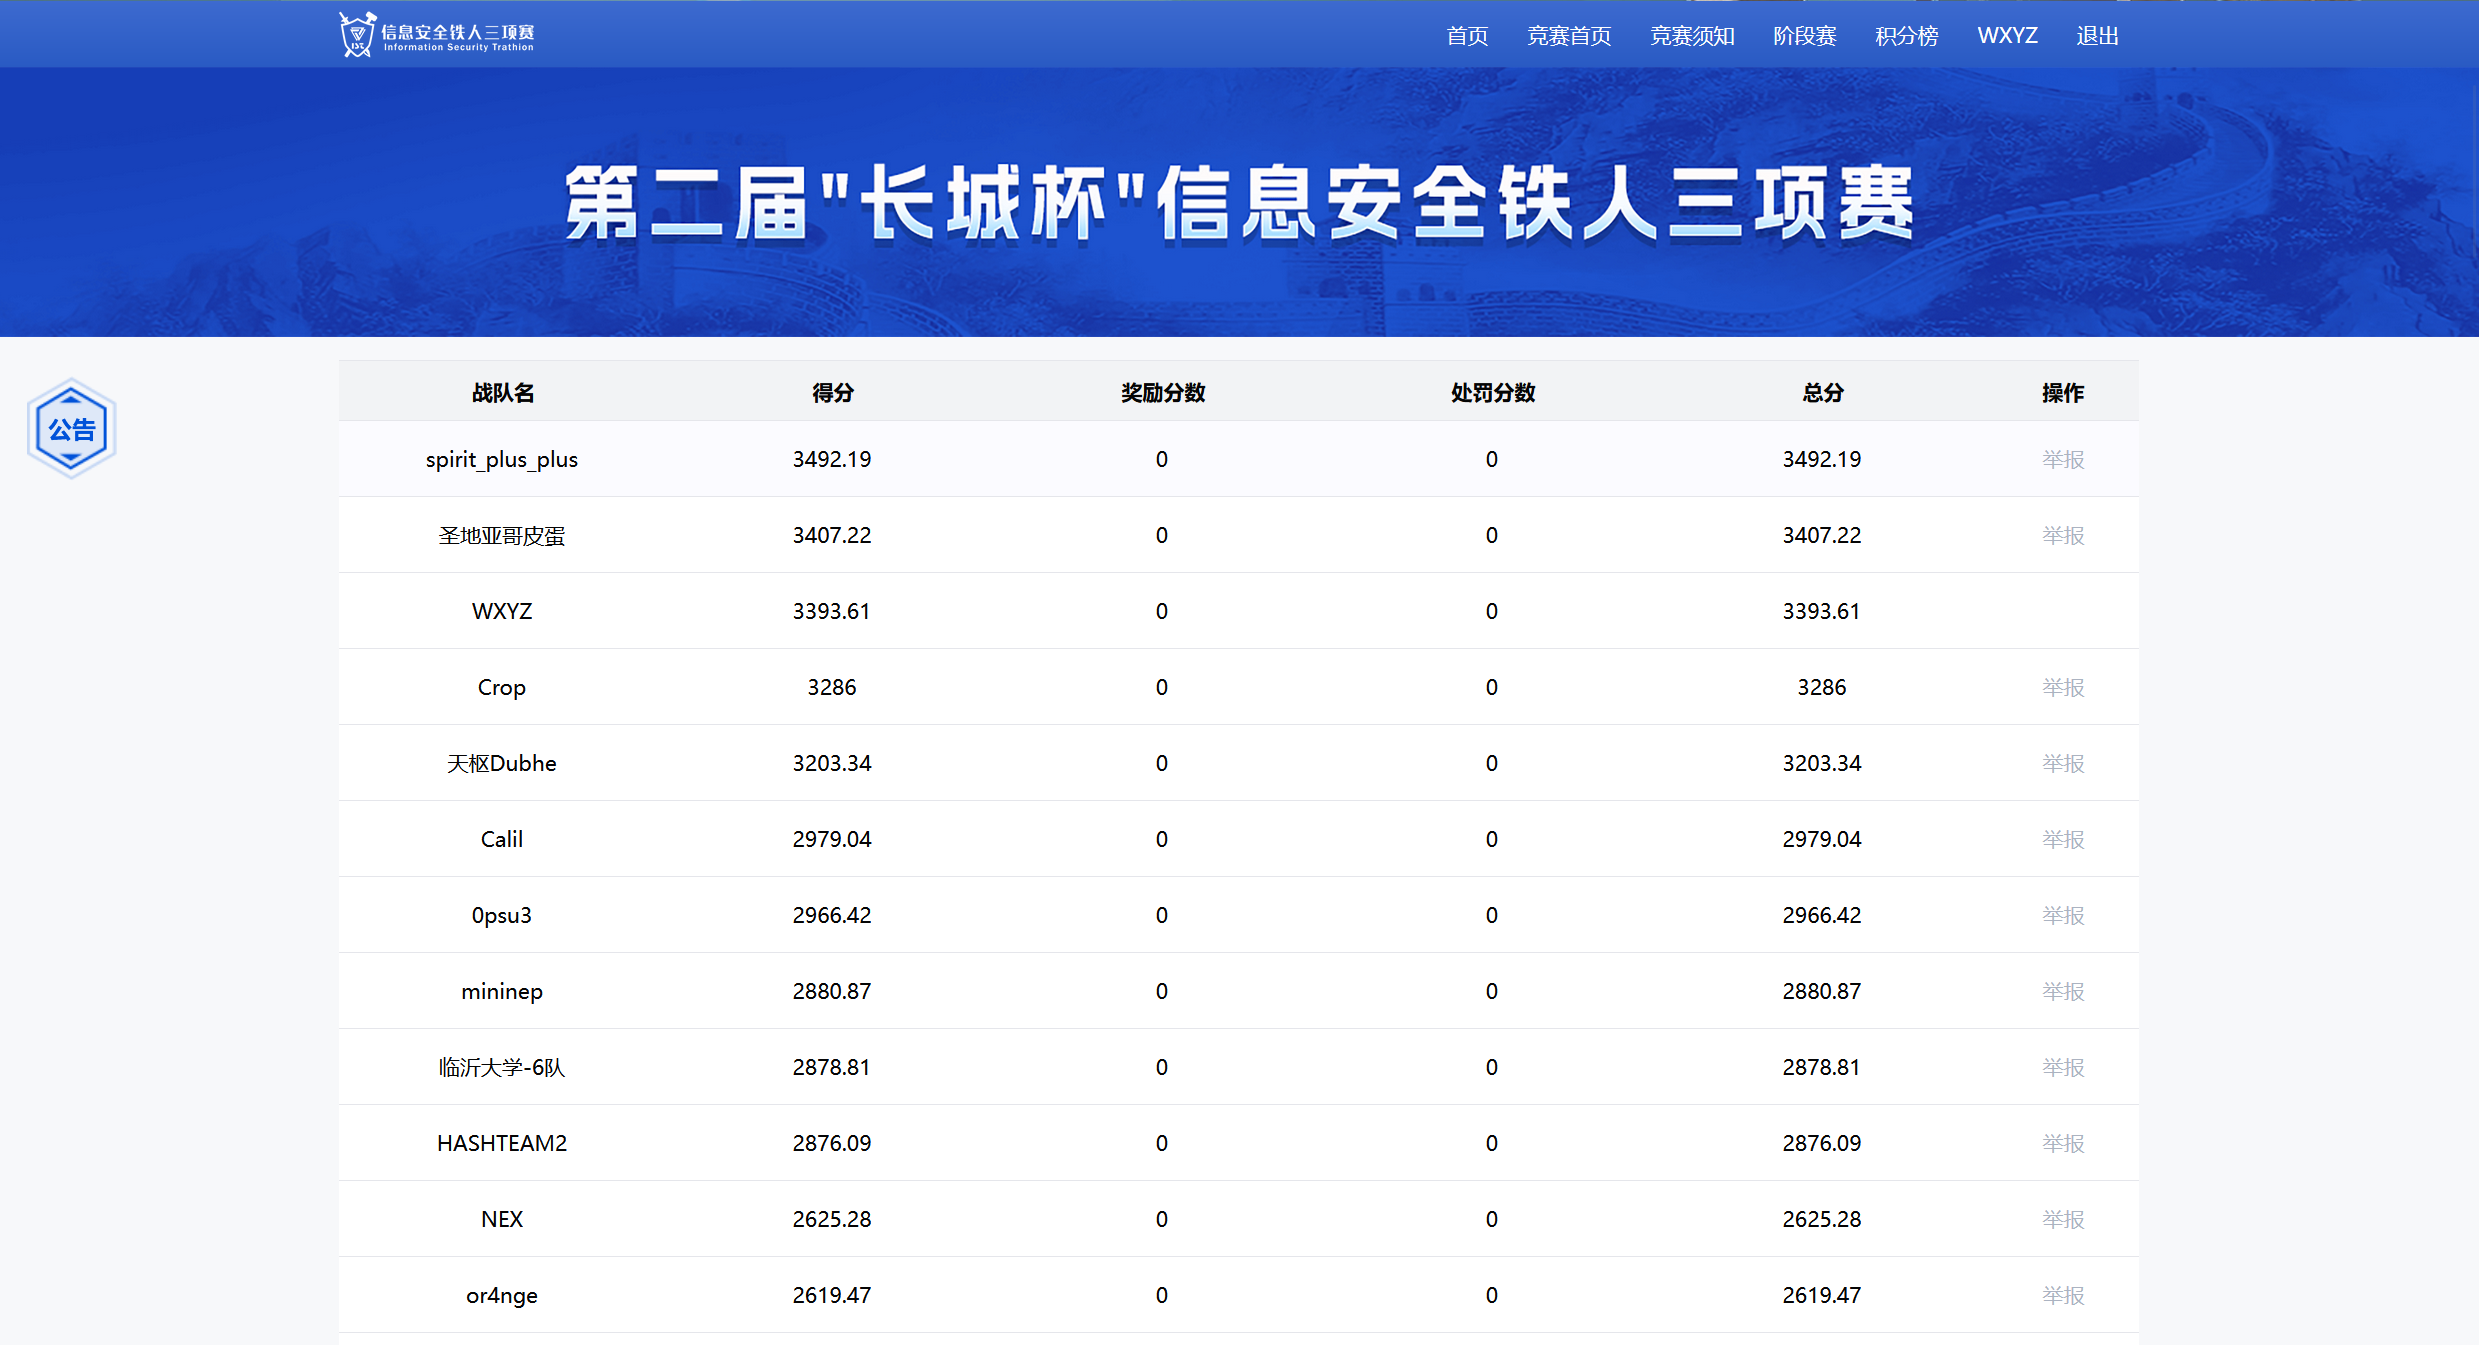 信息安全铁人三项赛
Information Security Trathion
首页 竞赛首页 竞赛须知 阶段赛 积分榜 WXYZ 退出
第二届"长城杯"信息安全铁人三项赛
公告
战队名 得分 奖励分数 处罚分数 总分 操作
spirit_plus_plus 3492.19 0 0 3492.19 举报
圣地亚哥皮蛋 3407.22 0 0 3407.22 举报
WXYZ 3393.61 0 0 3393.61
Crop 3286 0 0 3286 举报
天枢Dubhe 3203.34 0 0 3203.34 举报
Calil 2979.04 0 0 2979.04 举报
0psu3 2966.42 0 0 2966.42 举报
mininep 2880.87 0 0 2880.87 举报
临沂大学-6队 2878.81 0 0 2878.81 举报
HASHTEAM2 2876.09 0 0 2876.09 举报
NEX 2625.28 0 0 2625.28 举报
or4nge 2619.47 0 0 2619.47 举报